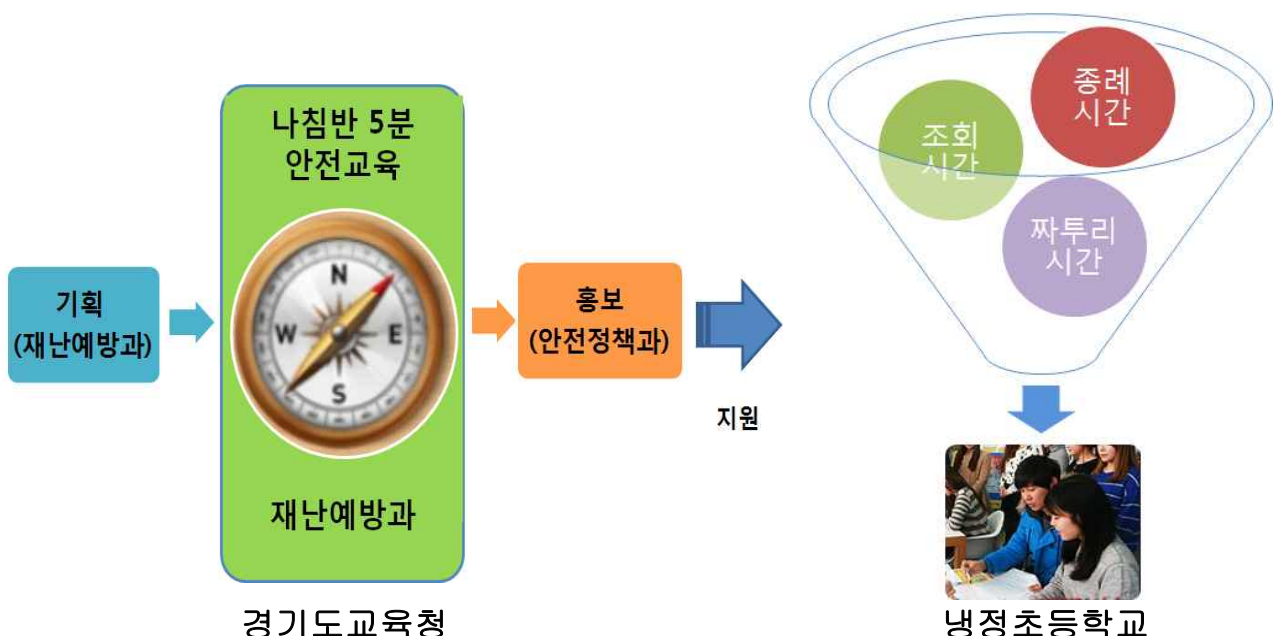 기획
(재난예방과)
나침반 5분
안전교육
N
W
E
S
재난예방과
경기도교육청
홍보
(안전정책과)
지원
종례
시간
조회
시간
짜투리
시간
냉정초등학교